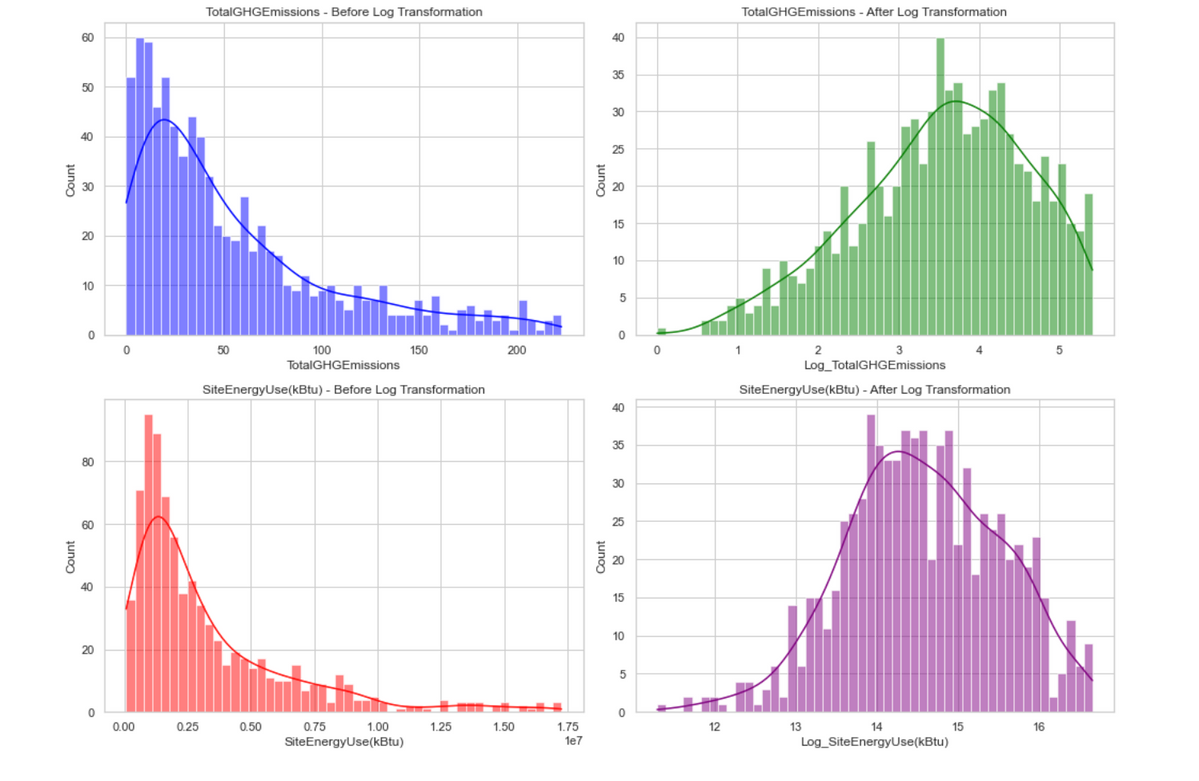 TotalGHGEmissions - Before Log Transformation
60
50
40
30
20
10
0
Count
0 50 100 150 200
TotalGHGEmissions
TotalGHGEmissions - After Log Transformation
40
35
30
25
20
15
10
5
0
Count
0 1 2 3 4 5
Log_TotalGHGEmissions
SiteEnergyUse(kBtu) - Before Log Transformation
80
60
40
20
0
Count
0.00 0.25 0.50 0.75 1.00 1.25 1.50 1.75
1e7
SiteEnergyUse(kBtu)
SiteEnergyUse(kBtu) - After Log Transformation
40
35
30
25
20
15
10
5
0
Count
12 13 14 15 16
Log_SiteEnergyUse(kBtu)